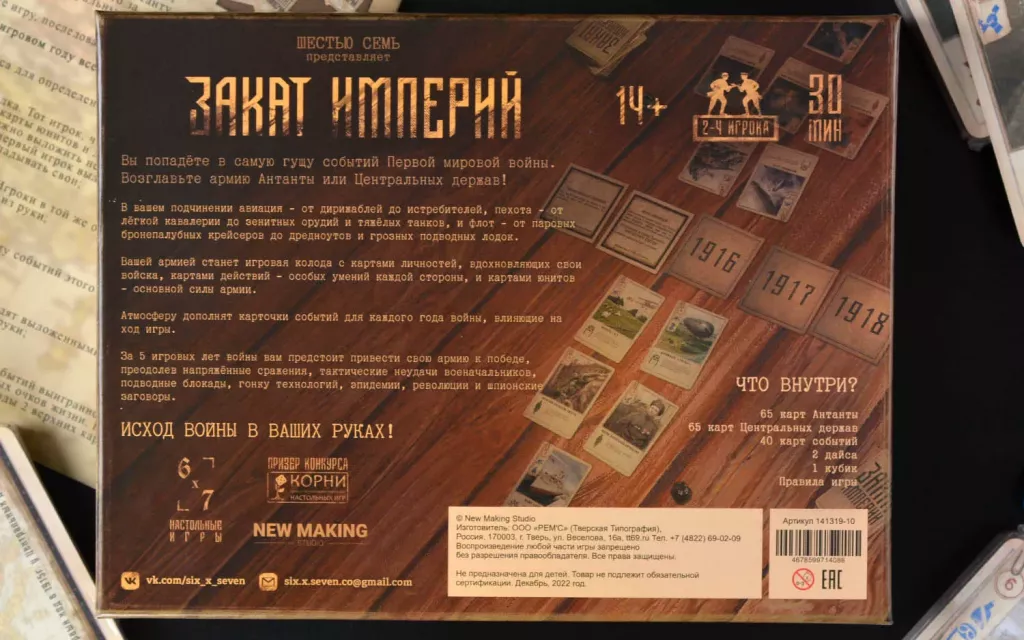 ШЕСТЬЮ СЕМЬ
представляет
ЗАКАТ ИМПЕРИЙ
14+
2-4 ИГРОКА
30
МИН
Вы попадёте в самую гущу событий Первой мировой войны.
Возглавьте армию Антанты или Центральных держав!
В вашем подчинении авиация - от дирижаблей до истребителей, пехота - от
лёгкой кавалерии до зенитных орудий и тяжёлых танков, и флот - от паровых
бронепалубных крейсеров до дредноутов и грозных подводных лодок.
Вашей армией станет игровая колода с картами личностей, вдохновляющих свои
войска, картами действий - особых умений каждой стороны, и картами юнитов
- основной силы армии.
Атмосферу дополнят карточки событий для каждого года войны, влияющие на
ход игры.
За 5 игровых лет войны вам предстоит привести свою армию к победе,
преодолев напряжённые сражения, тактические неудачи военачальников,
подводные блокады, гонку технологий, эпидемии, революции и шпионские
заговоры.
ИСХОД ВОЙНЫ В ВАШИХ РУКАХ!
1916
1917
1918
ЧТО ВНУТРИ?
65 карт Антанты
65 карт Центральных держав
40 карт событий
2 дайса
1 кубик
Правила игры
6 x 7
НАСТОЛЬНЫЕ
ИГРЫ
ПРИЗЕР КОНКУРСА
КОРНИ
НАСТОЛЬНЫХ ИГР
NEW MAKING
STUDIO
vk.com/six_x_seven
six.x.seven.co@gmail.com
© New Making Studio
Изготовитель: ООО «РЕМ'С» (Тверская Типография),
Россия. 170003, г. Тверь, ул. Веселова, 16а, tt69.ru Тел. +7 (4822) 69-02-09
Воспроизведение любой части игры запрещено
без разрешения правообладателя. Все права защищены.
Не предназначено для детей. Товар не подлежит обязательной
сертификации. Декабрь, 2022 год.
Артикул 141319-10
4678599714086
0-3
EAC